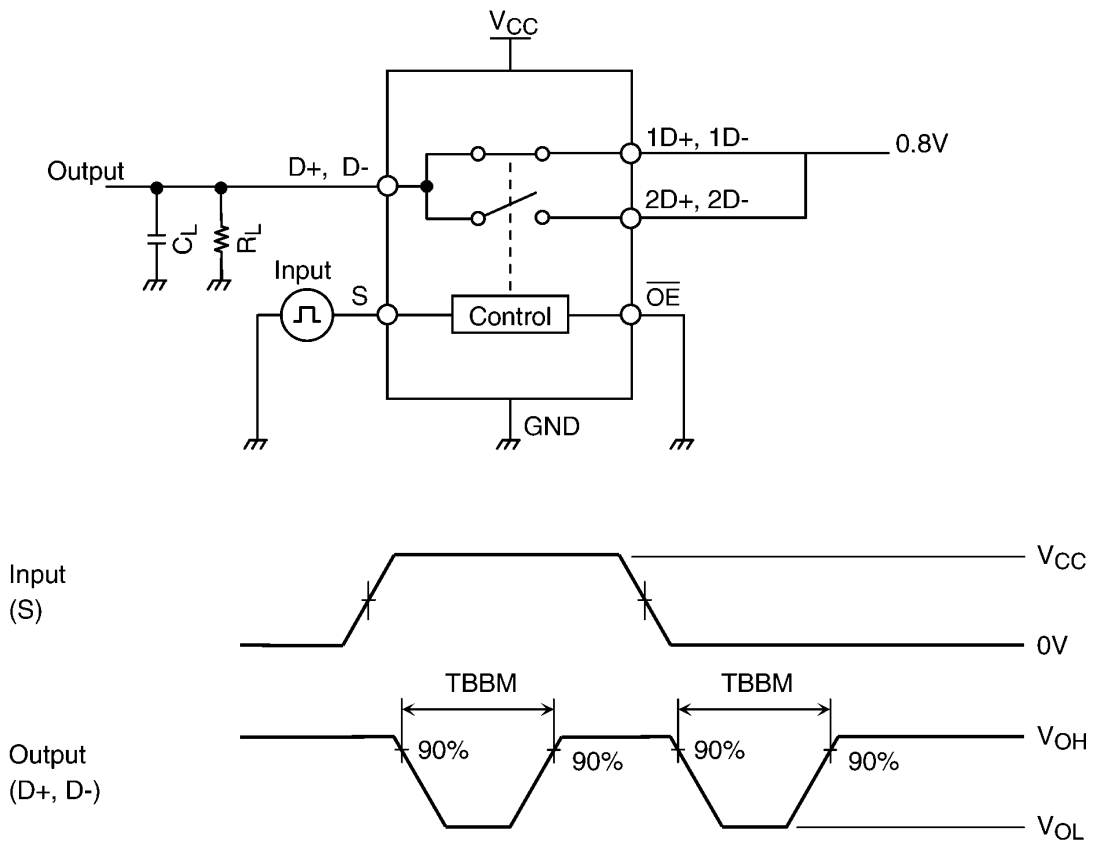 VCC
1D+, 1D-
0.8V
Output
D+, D-
2D+, 2D-
CL
RL
Input
S
OE
Control
GND
Input
(S)
VCC
0V
TBBM
TBBM
Output
(D+, D-)
90%
90%
90%
90%
VOH
VOL